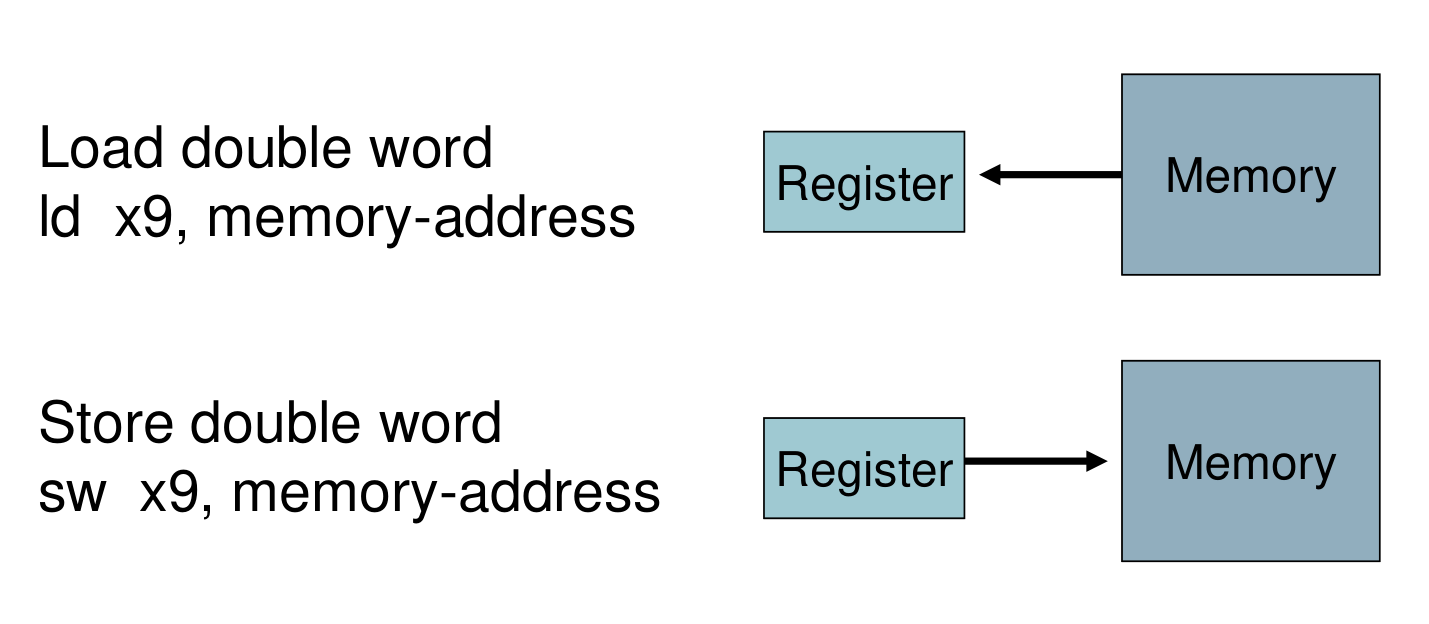 Load double word
ld  x9, memory-address
Register
Memory
Store double word
sw  x9, memory-address
Register
Memory